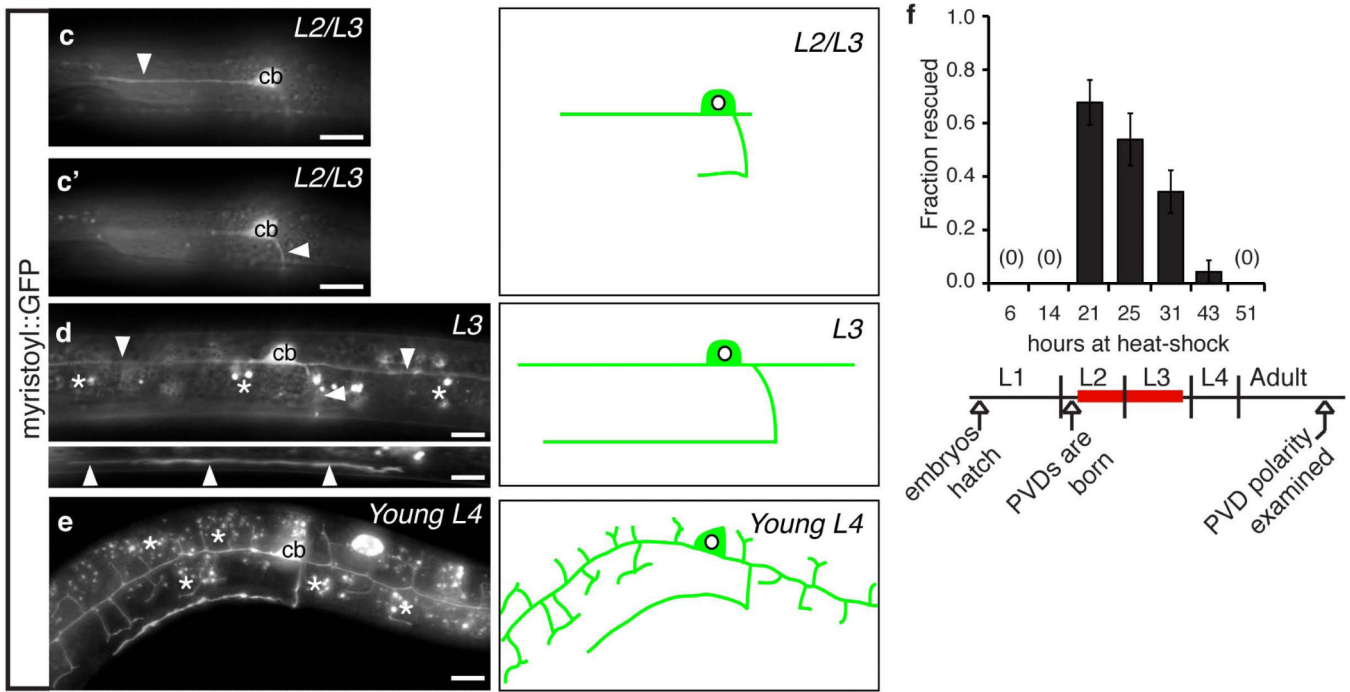 myristoyl::GFP
c
L2/L3
cb
L2/L3
c'
L2/L3
cb
d
L3
cb
*
*
*
L3
e
Young L4
cb
*
*
*
*
*
Young L4
f
Fraction rescued
1.0
0.8
0.6
0.4
0.2
0.0
(0)
(0)
(0)
6 14 21 25 31 43 51
hours at heat-shock
L1 L2 L3 L4 Adult
embryos
hatch
PVDs are
born
PVD polarity
examined